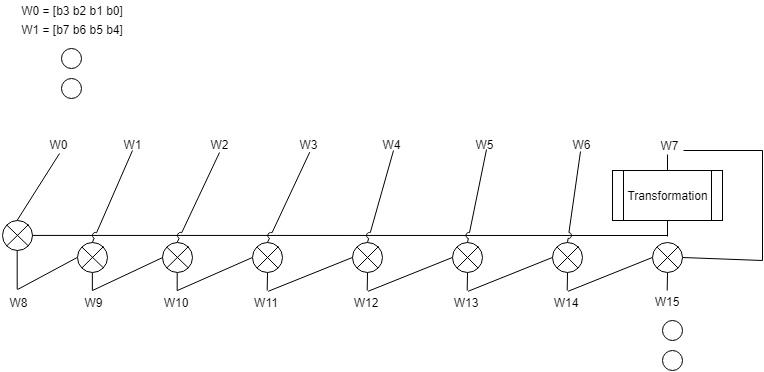 W0 = [b3 b2 b1 b0]
W1 = [b7 b6 b5 b4]
W0 W1 W2 W3 W4 W5 W6 W7
Transformation
W8 W9 W10 W11 W12 W13 W14 W15